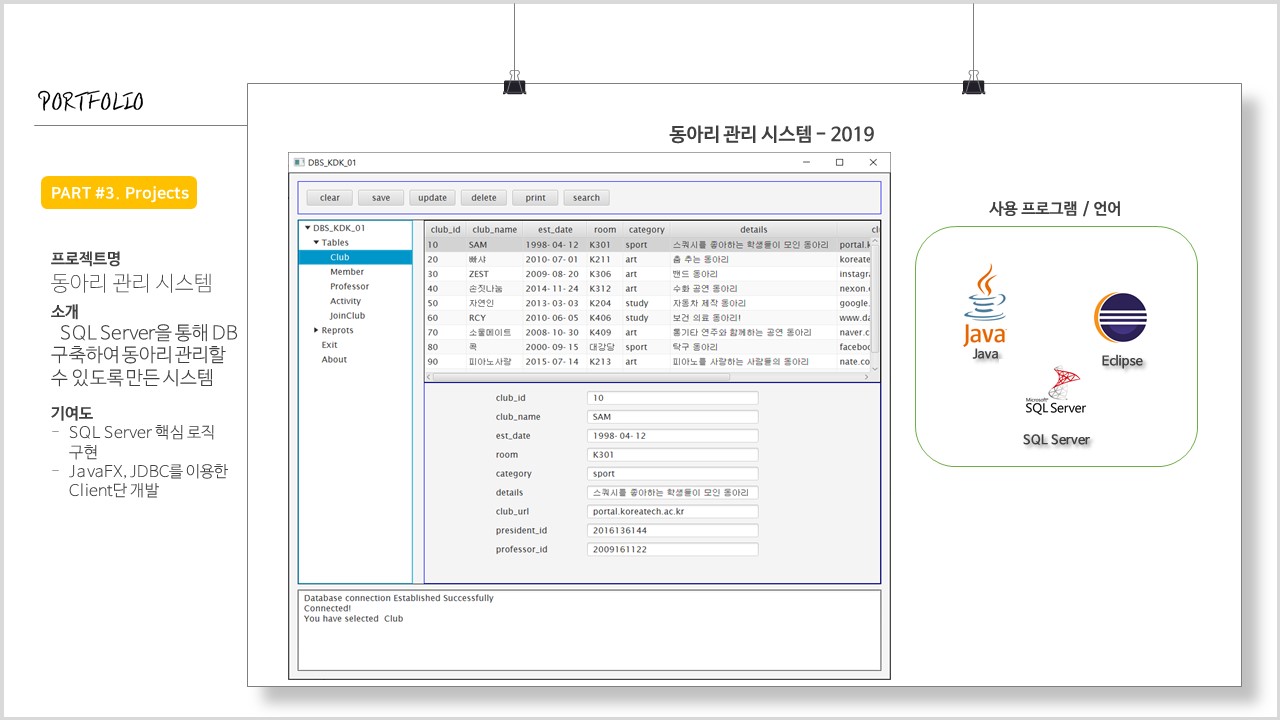 PORTFOLIO
PART #3. Projects
프로젝트명
동아리 관리 시스템
소개
SQL Server을 통해 DB
구축하여 동아리 관리할
수 있도록 만든 시스템
기여도
- SQL Server 핵심 로직
구현
- JavaFX, JDBC를 이용한
Client단 개발
동아리 관리 시스템 – 2019
DBS_KDK_01
clear save update delete print search
DBS_KDK_01
Tables
Club
Member
Professor
Activity
JoinClub
Reprots
Exit
About
club_id club_name est_date room category details cl
10 SAM 1998-04-12 K301 sport 스쿼시를 좋아하는 학생들이 모인 동아리 portal.k
20 빠샤 2010-07-01 K211 art 춤 추는 동아리 koreate
30 ZEST 2009-08-20 K306 art 밴드 동아리 instagr
40 손짓나눔 2014-11-24 K312 art 수화 공연 동아리 nexon.c
50 자연인 2013-03-03 K204 study 자동차 제작 동아리 google.
60 RCY 2010-06-05 K406 study 보건 의료 동아리! www.da
70 소울메이트 2008-10-30 K409 art 통기타 연주와 함께하는 공연 동아리 naver.c
80 콕 2000-09-15 대강당 sport 탁구 동아리 faceboo
90 피아노사랑 2015-07-14 K213 art 피아노를 사랑하는 사람들의 동아리 nate.co
club_id 10
club_name SAM
est_date 1998-04-12
room K301
category sport
details 스쿼시를 좋아하는 학생들이 모인 동아리
club_url portal.koreatech.ac.kr
president_id 2016136144
professor_id 2009161122
Database connection Established Successfully
Connected!
You have selected Club
사용 프로그램 / 언어
Java
Java
Eclipse
Microsoft
SQL Server
SQL Server